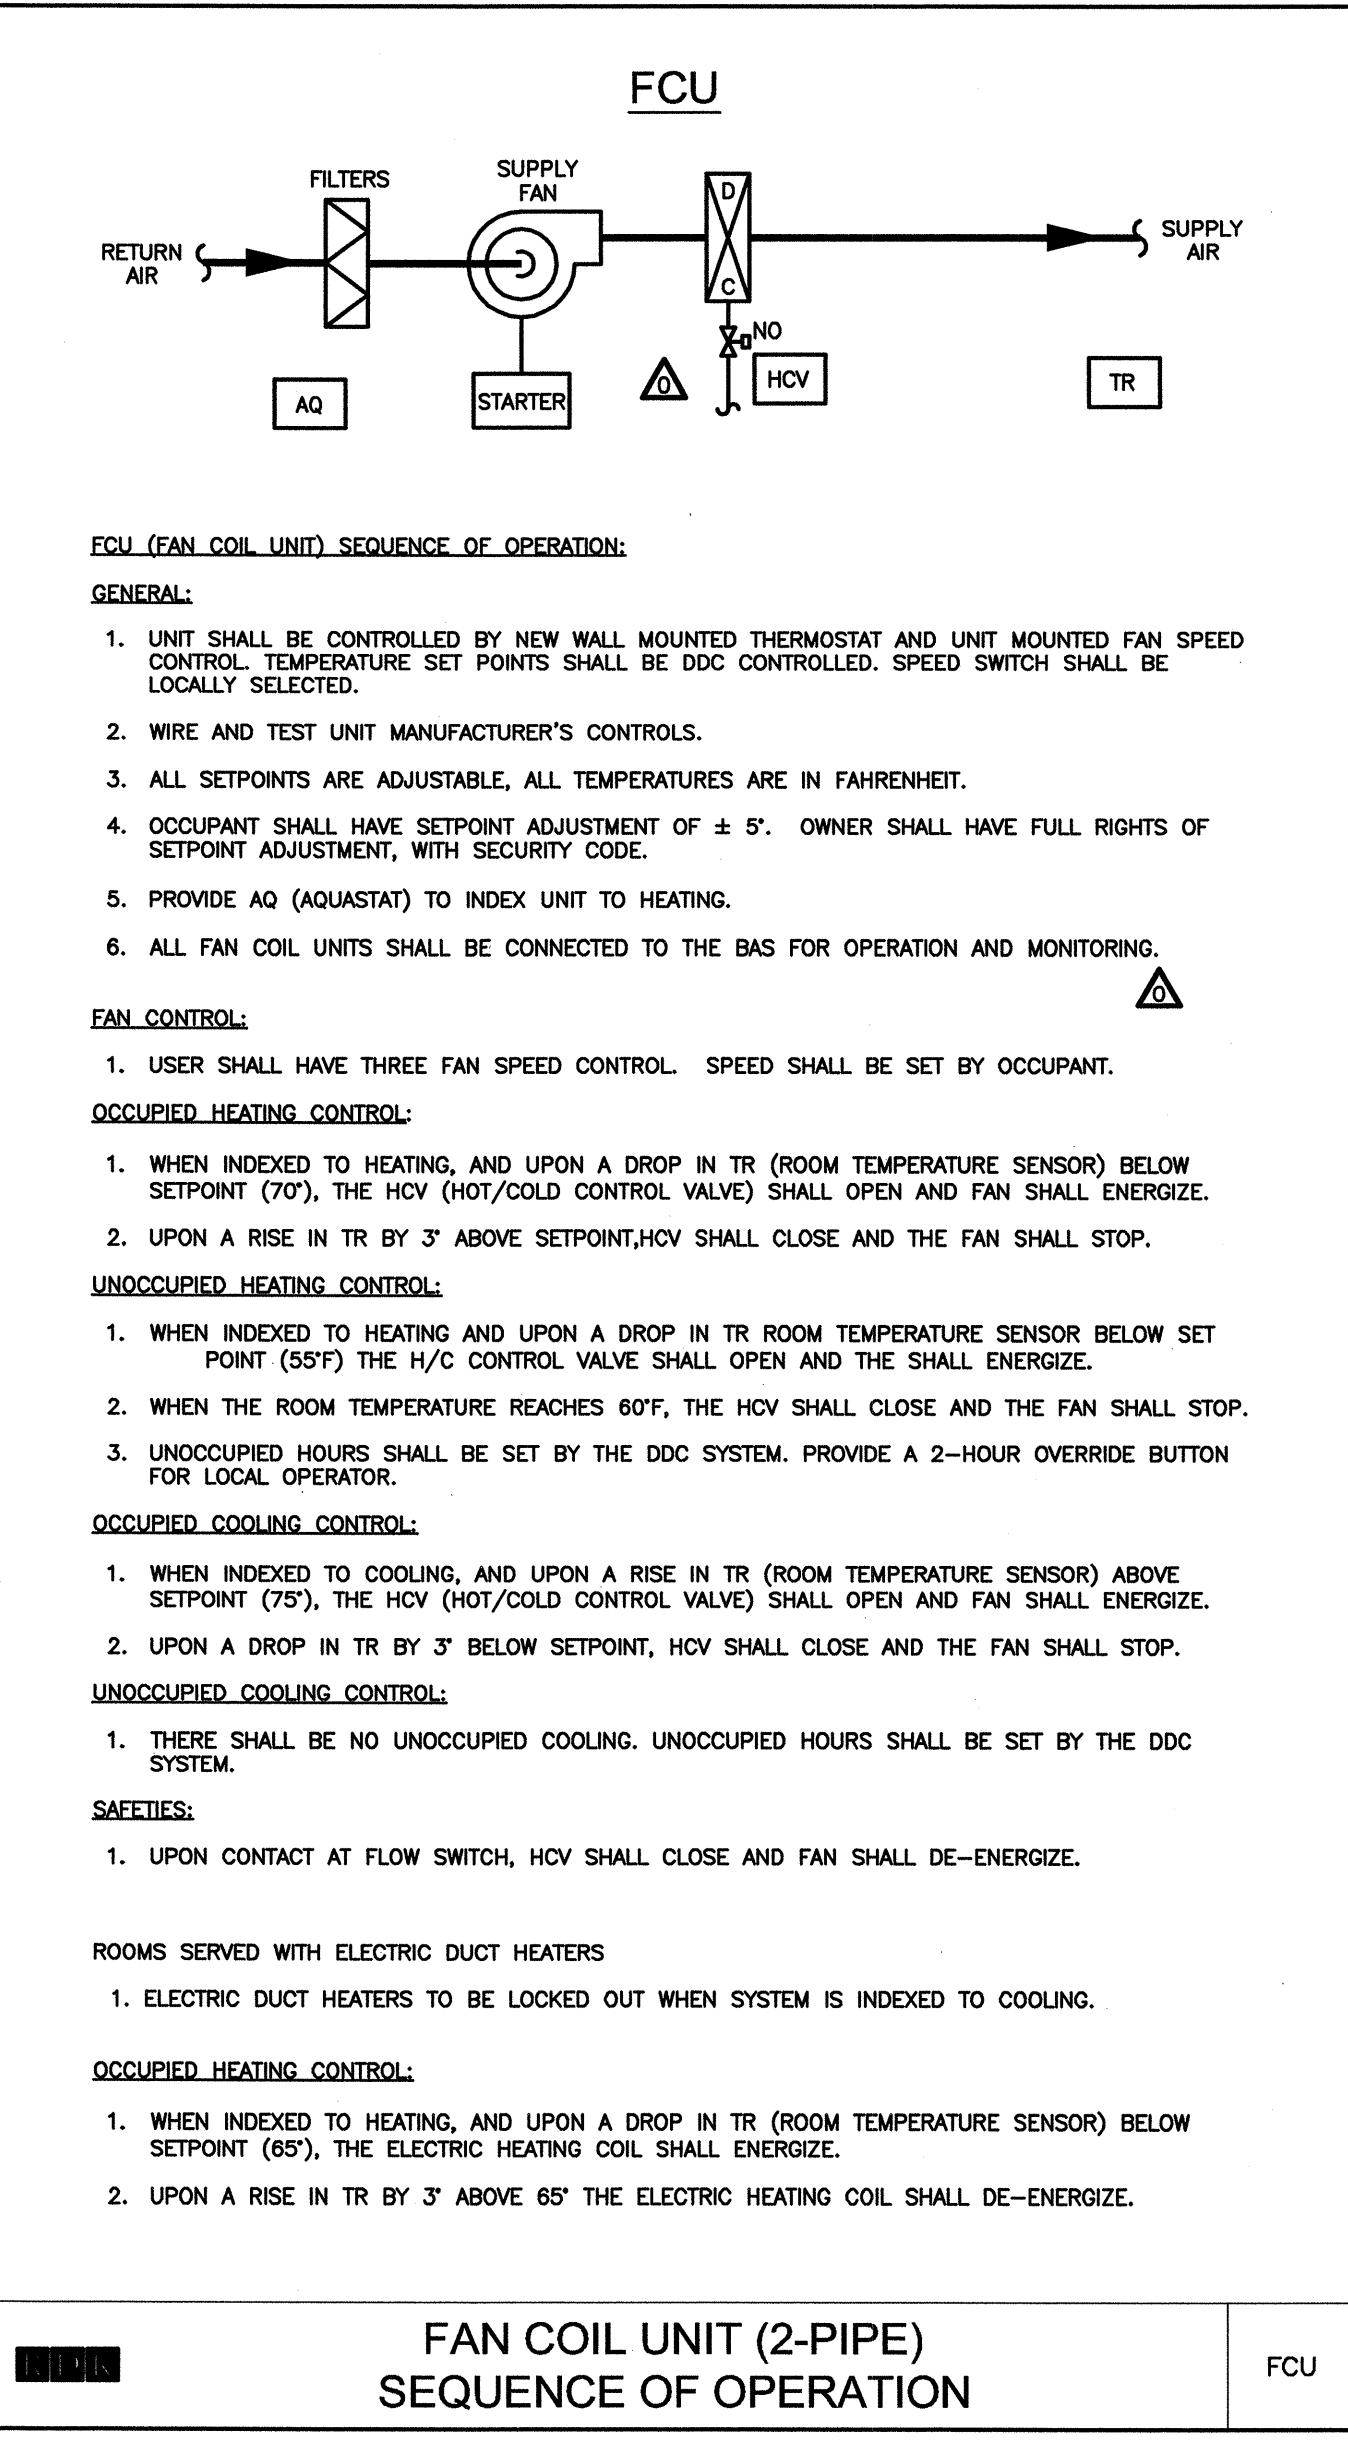 FCU
FILTERS
SUPPLY
FAN
RETURN
AIR
D
C
SUPPLY
AIR
NO
AQ
STARTER
0
HCV
TR
FCU (FAN COIL UNIT) SEQUENCE OF OPERATION:
GENERAL:
1. UNIT SHALL BE CONTROLLED BY NEW WALL MOUNTED THERMOSTAT AND UNIT MOUNTED FAN SPEED
CONTROL. TEMPERATURE SET POINTS SHALL BE DDC CONTROLLED. SPEED SWITCH SHALL BE
LOCALLY SELECTED.
2. WIRE AND TEST UNIT MANUFACTURER'S CONTROLS.
3. ALL SETPOINTS ARE ADJUSTABLE, ALL TEMPERATURES ARE IN FAHRENHEIT.
4. OCCUPANT SHALL HAVE SETPOINT ADJUSTMENT OF ± 5°. OWNER SHALL HAVE FULL RIGHTS OF
SETPOINT ADJUSTMENT, WITH SECURITY CODE.
5. PROVIDE AQ (AQUASTAT) TO INDEX UNIT TO HEATING.
6. ALL FAN COIL UNITS SHALL BE CONNECTED TO THE BAS FOR OPERATION AND MONITORING.
0
FAN CONTROL:
1. USER SHALL HAVE THREE FAN SPEED CONTROL. SPEED SHALL BE SET BY OCCUPANT.
OCCUPIED HEATING CONTROL:
1. WHEN INDEXED TO HEATING, AND UPON A DROP IN TR (ROOM TEMPERATURE SENSOR) BELOW
SETPOINT (70°), THE HCV (HOT/COLD CONTROL VALVE) SHALL OPEN AND FAN SHALL ENERGIZE.
2. UPON A RISE IN TR BY 3° ABOVE SETPOINT,HCV SHALL CLOSE AND THE FAN SHALL STOP.
UNOCCUPIED HEATING CONTROL:
1. WHEN INDEXED TO HEATING AND UPON A DROP IN TR ROOM TEMPERATURE SENSOR BELOW SET
POINT (55°F) THE H/C CONTROL VALVE SHALL OPEN AND THE SHALL ENERGIZE.
2. WHEN THE ROOM TEMPERATURE REACHES 60°F, THE HCV SHALL CLOSE AND THE FAN SHALL STOP.
3. UNOCCUPIED HOURS SHALL BE SET BY THE DDC SYSTEM. PROVIDE A 2-HOUR OVERRIDE BUTTON
FOR LOCAL OPERATOR.
OCCUPIED COOLING CONTROL:
1. WHEN INDEXED TO COOLING, AND UPON A RISE IN TR (ROOM TEMPERATURE SENSOR) ABOVE
SETPOINT (75°), THE HCV (HOT/COLD CONTROL VALVE) SHALL OPEN AND FAN SHALL ENERGIZE.
2. UPON A DROP IN TR BY 3° BELOW SETPOINT, HCV SHALL CLOSE AND THE FAN SHALL STOP.
UNOCCUPIED COOLING CONTROL:
1. THERE SHALL BE NO UNOCCUPIED COOLING. UNOCCUPIED HOURS SHALL BE SET BY THE DDC
SYSTEM.
SAFETIES:
1. UPON CONTACT AT FLOW SWITCH, HCV SHALL CLOSE AND FAN SHALL DE-ENERGIZE.
ROOMS SERVED WITH ELECTRIC DUCT HEATERS
1. ELECTRIC DUCT HEATERS TO BE LOCKED OUT WHEN SYSTEM IS INDEXED TO COOLING.
OCCUPIED HEATING CONTROL:
1. WHEN INDEXED TO HEATING, AND UPON A DROP IN TR (ROOM TEMPERATURE SENSOR) BELOW
SETPOINT (65°), THE ELECTRIC HEATING COIL SHALL ENERGIZE.
2. UPON A RISE IN TR BY 3° ABOVE 65° THE ELECTRIC HEATING COIL SHALL DE-ENERGIZE.
FAN COIL UNIT (2-PIPE)
SEQUENCE OF OPERATION
FCU